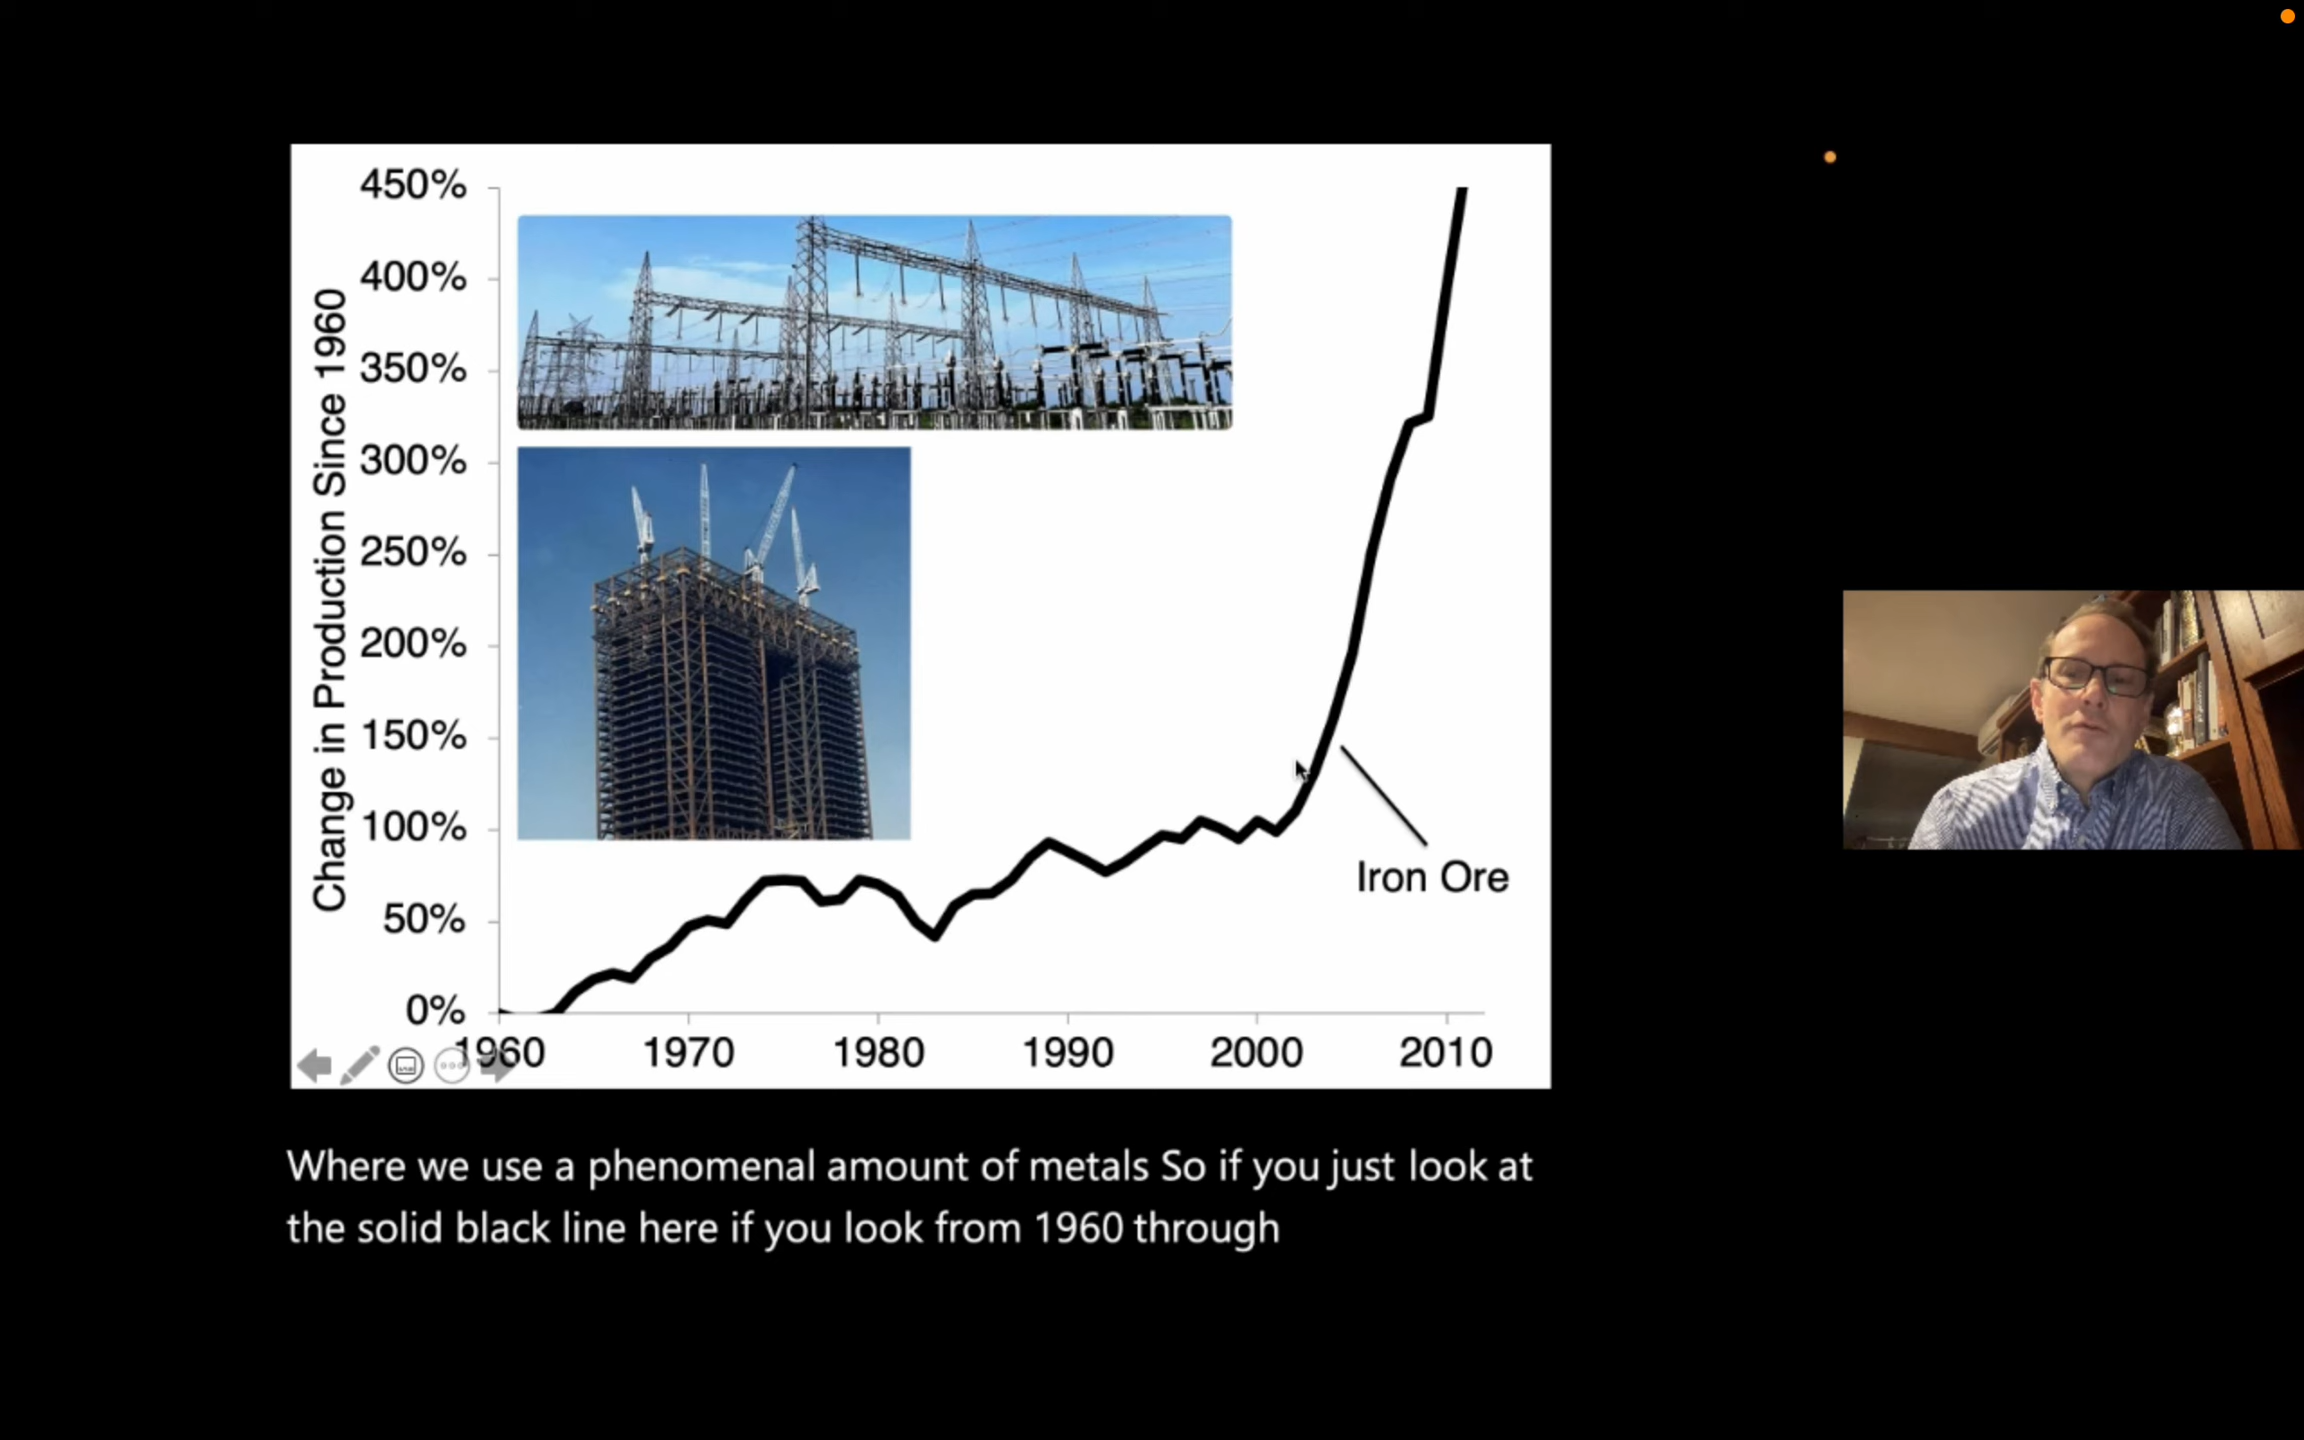 450%
400%
350%
300%
250%
200%
150%
100%
50%
0%
Change in Production Since 1960
Iron Ore
1960 1970 1980 1990 2000 2010
Where we use a phenomenal amount of metals So if you just look at
the solid black line here if you look from 1960 through